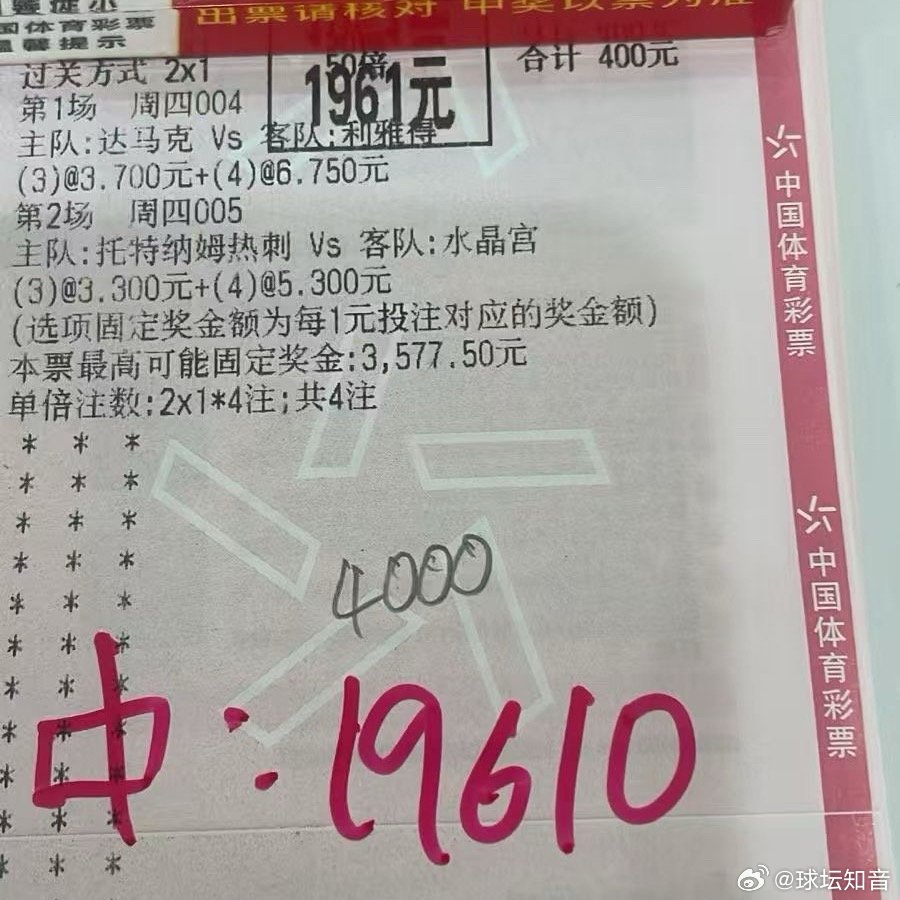 国体育彩票
温馨提示
出票请核对 中奖以票为准
过关方式 2x1
50倍
合计 400元
1961元
第1场 周四004
主队:达马克 Vs 客队:利雅得
(3)@3.700元+(4)@6.750元
第2场 周四005
主队:托特纳姆热刺 Vs 客队:水晶宫
(3)@3.300元+(4)@5.300元
(选项固定奖金额为每1元投注对应的奖金额)
本票最高可能固定奖金:3,577.50元
单倍注数:2x1*4注;共4注
* * *
* * *
* * *
* * *
* * *
* * *
* * *
* * *
* * *
* * *
* * *
4000
中:19610
中国体育彩票
中国体育彩票
@球坛知音